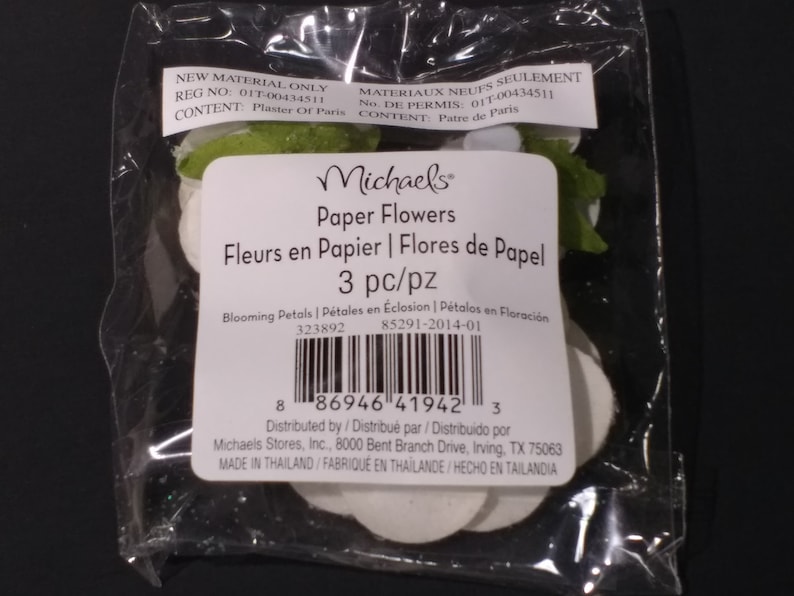 NEW MATERIAL ONLY MATERIAUX NEUFS SEULEMENT
REG NO: 01T-00434511 No. DE PERMIS: 01T-00434511
CONTENT: Plaster Of Paris CONTENT: Patre de Paris
Michaels®
Paper Flowers
Fleurs en Papier | Flores de Papel
3 pc/pz
Blooming Petals | Pétales en Éclosion | Pétalos en Floración
323892 85291-2014-01
8 86946 41942 3
Distributed by / Distribué par / Distribuido por
Michaels Stores, Inc., 8000 Bent Branch Drive, Irving, TX 75063
MADE IN THAILAND / FABRIQUÉ EN THAÏLANDE / HECHO EN TAILANDIA